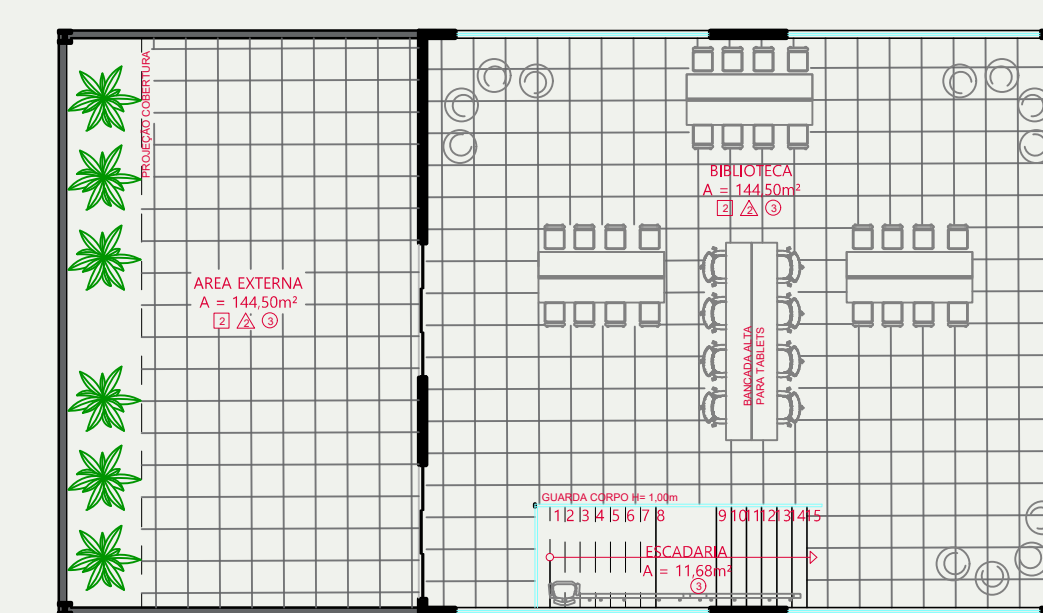 PROJEÇÃO COBERTURA
AREA EXTERNA
A = 144,50m²
2 2 3
BIBLIOTECA
A = 144,50m²
2 2 3
BANCADA ALTA
PARA TABLETS
GUARDA CORPO H= 1,00m
1 2 3 4 5 6 7 8 9 10 11 12 13 14 15
ESCADARIA
A = 11,68m²
3